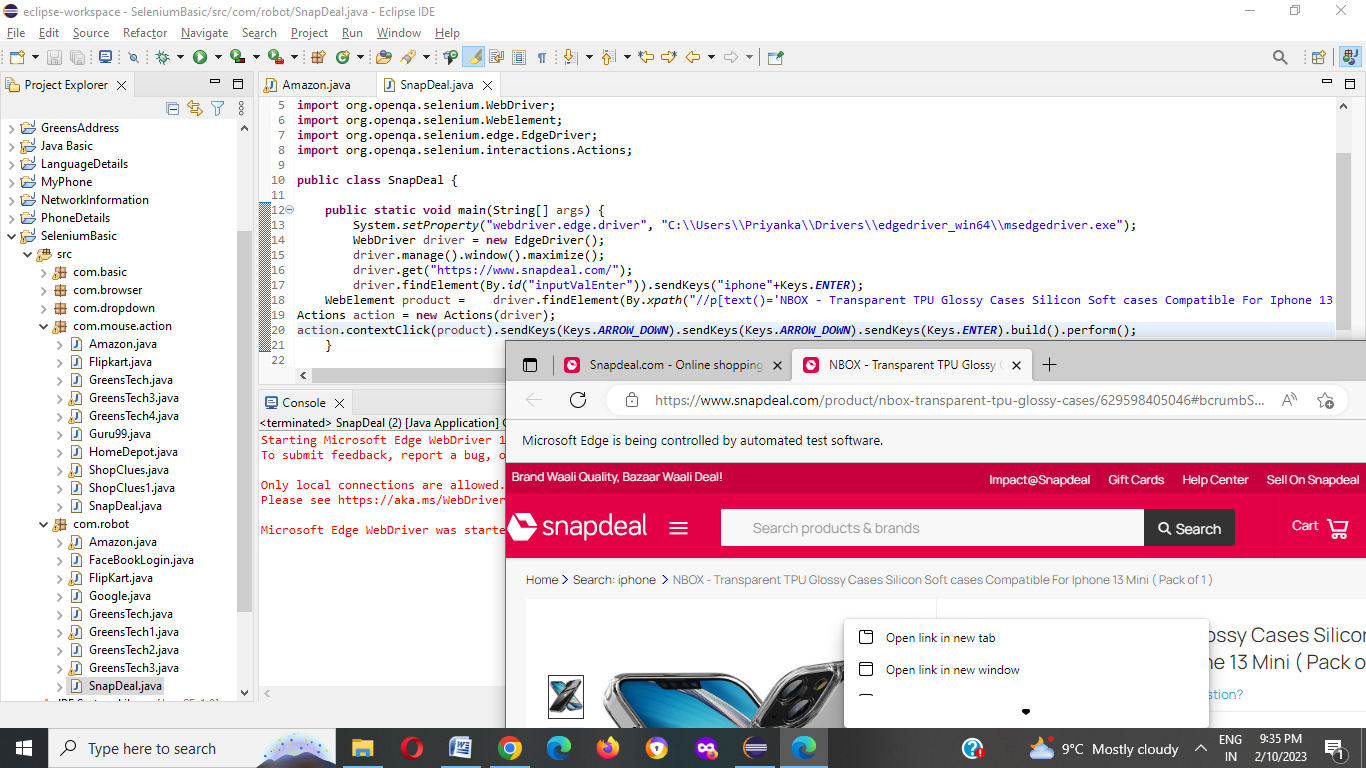 eclipse-workspace - SeleniumBasic/src/com/robot/SnapDeal.java - Eclipse IDE
File Edit Source Refactor Navigate Search Project Run Window Help
Project Explorer
GreensAddress
Java Basic
LanguageDetails
MyPhone
NetworkInformation
PhoneDetails
SeleniumBasic
src
com.basic
com.browser
com.dropdown
com.mouse.action
Amazon.java
Flipkart.java
GreensTech.java
GreensTech3.java
GreensTech4.java
Guru99.java
HomeDepot.java
ShopClues.java
ShopClues1.java
SnapDeal.java
com.robot
Amazon.java
FaceBookLogin.java
FlipKart.java
Google.java
GreensTech.java
GreensTech1.java
GreensTech2.java
GreensTech3.java
SnapDeal.java
Amazon.java SnapDeal.java
5 import org.openqa.selenium.WebDriver;
6 import org.openqa.selenium.WebElement;
7 import org.openqa.selenium.edge.EdgeDriver;
8 import org.openqa.selenium.interactions.Actions;
9
10 public class SnapDeal {
11
12 public static void main(String[] args) {
13 System.setProperty("webdriver.edge.driver", "C:\\Users\\Priyanka\\Drivers\\edgedriver_win64\\msedgedriver.exe");
14 WebDriver driver = new EdgeDriver();
15 driver.manage().window().maximize();
16 driver.get("https://www.snapdeal.com/");
17 driver.findElement(By.id("inputValEnter")).sendKeys("iphone"+Keys.ENTER);
18 WebElement product = driver.findElement(By.xpath("//p[text()='NBOX - Transparent TPU Glossy Cases Silicon Soft cases Compatible For Iphone 13
19 Actions action = new Actions(driver);
20 action.contextClick(product).sendKeys(Keys.ARROW_DOWN).sendKeys(Keys.ARROW_DOWN).sendKeys(Keys.ENTER).build().perform();
21 }
22
Console
<terminated> SnapDeal (2) [Java Application]
Starting Microsoft Edge WebDriver 1
To submit feedback, report a bug, o
Only local connections are allowed.
Please see https://aka.ms/WebDriver
Microsoft Edge WebDriver was starte
Snapdeal.com - Online shopping NBOX - Transparent TPU Glossy
https://www.snapdeal.com/product/nbox-transparent-tpu-glossy-cases/629598405046#bcrumbS...
Microsoft Edge is being controlled by automated test software.
Brand Waali Quality, Bazaar Waali Deal! Impact@Snapdeal Gift Cards Help Center Sell On Snapdeal
snapdeal Search products & brands Search Cart
Home > Search: iphone > NBOX - Transparent TPU Glossy Cases Silicon Soft cases Compatible For Iphone 13 Mini ( Pack of 1 )
Open link in new tab
Open link in new window
ossy Cases Silico
ne 13 Mini ( Pack o
stion?
Type here to search
9°C Mostly cloudy
ENG
IN
9:35 PM
2/10/2023
1